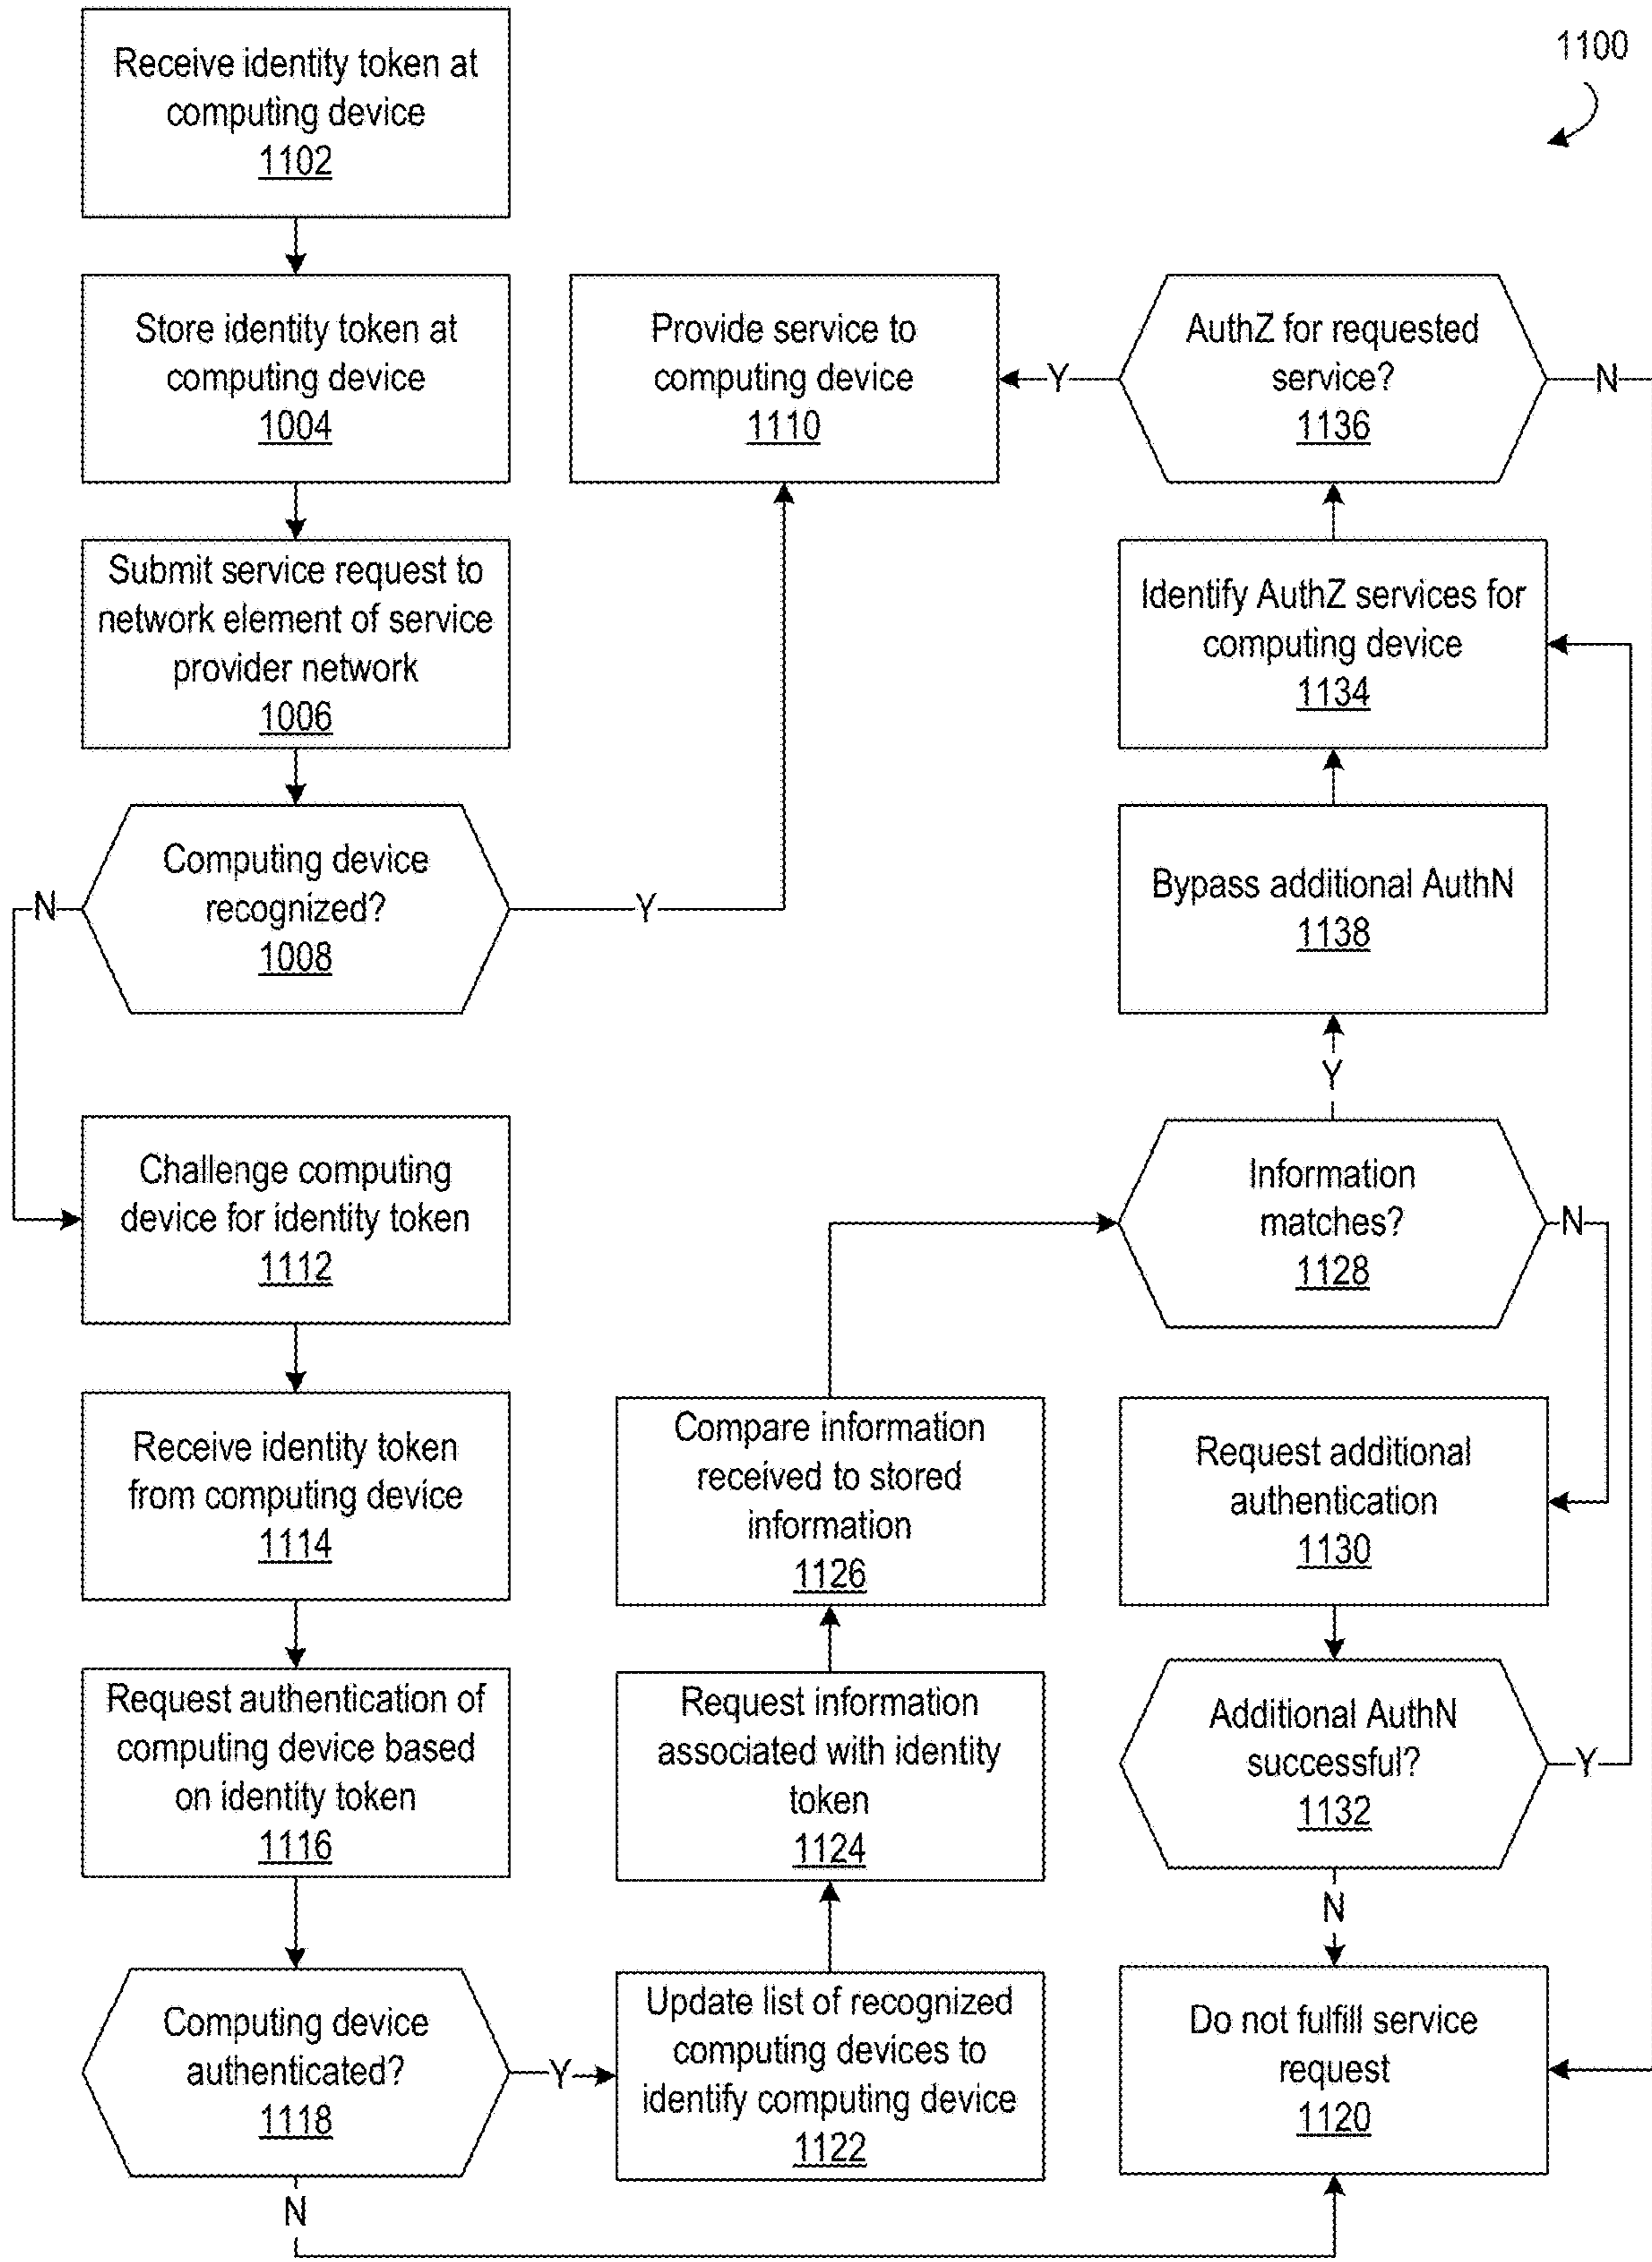 1100
Receive identity token at
computing device
1102
Store identity token at
computing device
1004
Submit service request to
network element of service
provider network
1006
Computing device
recognized?
1008
N
Y
Provide service to
computing device
1110
Challenge computing
device for identity token
1112
Receive identity token
from computing device
1114
Request authentication of
computing device based
on identity token
1116
Computing device
authenticated?
1118
Y
N
Update list of recognized
computing devices to
identify computing device
1122
Request information
associated with identity
token
1124
Compare information
received to stored
information
1126
Information
matches?
1128
Y
N
Bypass additional AuthN
1138
Identify AuthZ services for
computing device
1134
AuthZ for requested
service?
1136
Y
N
Request additional
authentication
1130
Additional AuthN
successful?
1132
Y
N
Do not fulfill service
request
1120